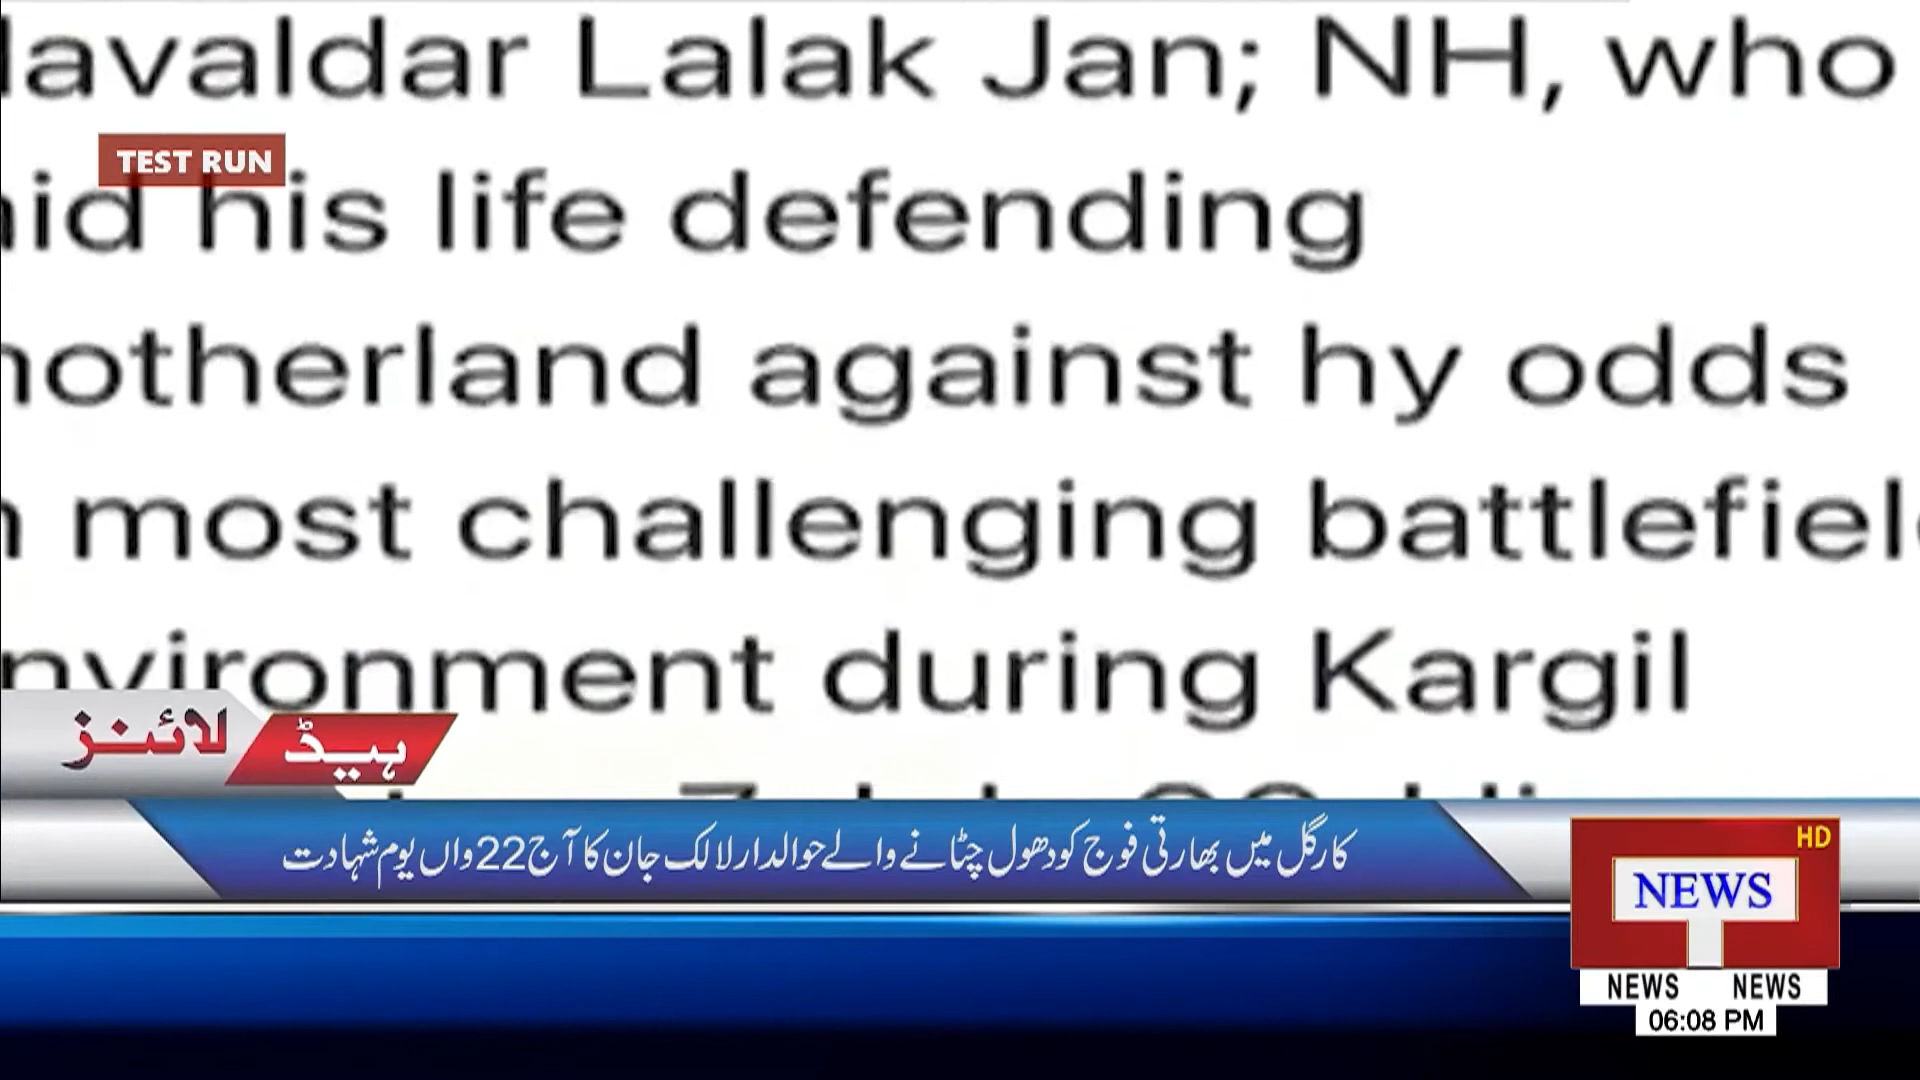 lavaldar Lalak Jan; NH, who
TEST RUN
id his life defending
otherland against hy odds
most challenging battlefiel
nvironment during Kargil
ہیڈ لائنز
کارگل میں بھارتی فوج کو دھول چٹانے والے حوالدار لالک جان کا آج 22 واں یوم شہادت
HD
NEWS
NEWS NEWS
06:08 PM